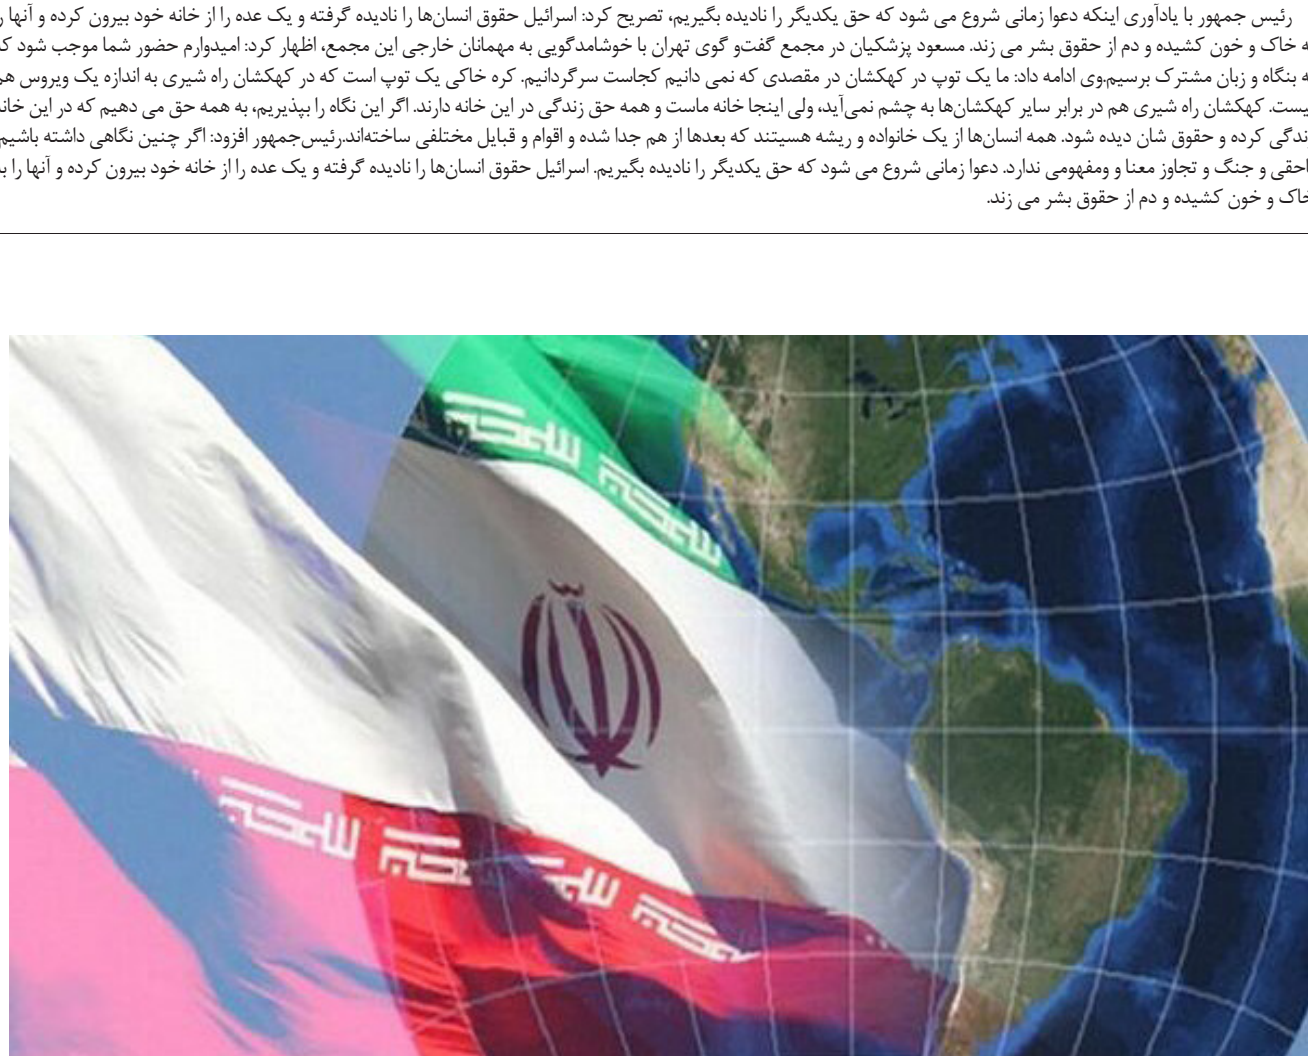 رئیس جمهور با یادآوری اینکه دعوا زمانی شروع می شود که حق یکدیگر را نادیده بگیریم، تصریح کرد: اسرائیل حقوق انسان‌ها را نادیده گرفته و یک عده را از خانه خود بیرون کرده و آنها را
به خاک و خون کشیده و دم از حقوق بشر می زند. مسعود پزشکیان در مجمع گفت‌و گوی تهران با خوشامدگویی به مهمانان خارجی این مجمع، اظهار کرد: امیدوارم حضور شما موجب شود که
به بنگاه و زبان مشترک برسیم.وی ادامه داد: ما یک توپ در کهکشان در مقصدی که نمی دانیم کجاست سرگردانیم. کره خاکی یک توپ است که در کهکشان راه شیری به اندازه یک ویروس هم
نیست. کهکشان راه شیری هم در برابر سایر کهکشان‌ها به چشم نمی‌آید، ولی اینجا خانه ماست و همه حق زندگی در این خانه دارند. اگر این نگاه را بپذیریم، به همه حق می دهیم که در این خانه
زندگی کرده و حقوق شان دیده شود. همه انسان‌ها از یک خانواده و ریشه هسیتند که بعدها از هم جدا شده و اقوام و قبایل مختلفی ساخته‌اند.رئیس‌جمهور افزود: اگر چنین نگاهی داشته باشیم
ناحقی و جنگ و تجاوز معنا و ومفهومی ندارد. دعوا زمانی شروع می شود که حق یکدیگر را نادیده بگیریم. اسرائیل حقوق انسان‌ها را نادیده گرفته و یک عده را از خانه خود بیرون کرده و آنها را به
خاک و خون کشیده و دم از حقوق بشر می زند.